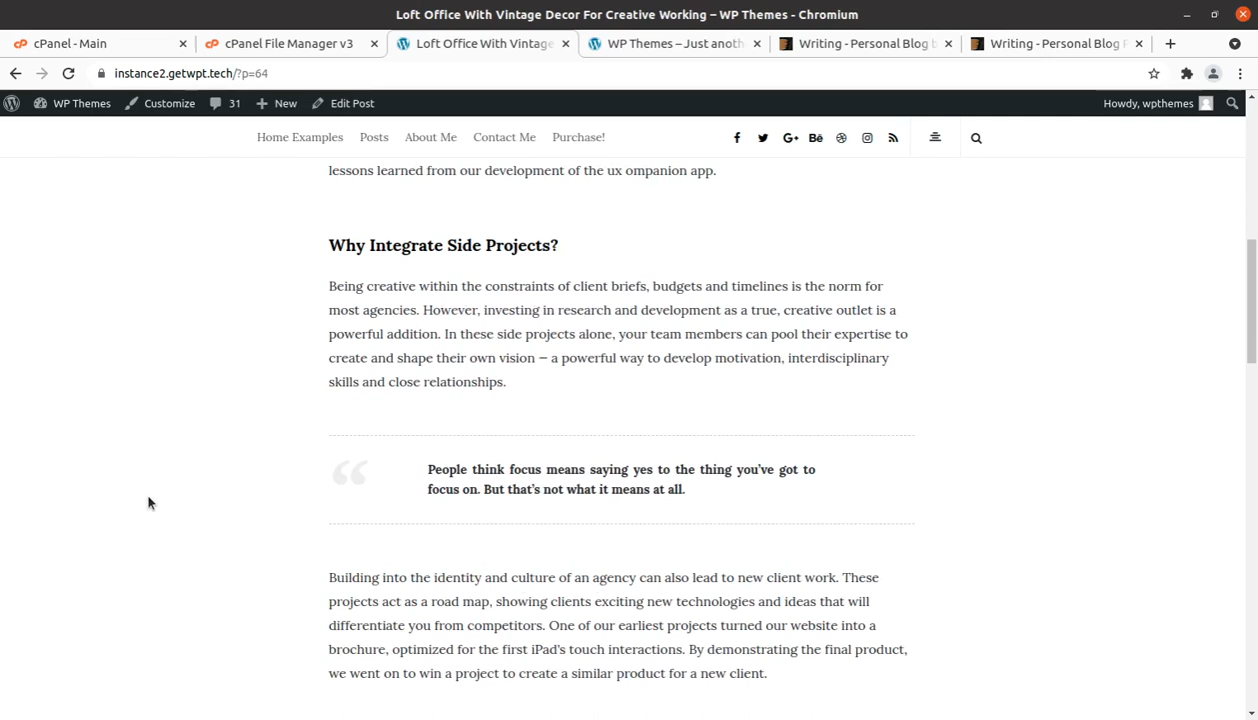 Loft Office With Vintage Decor For Creative Working – WP Themes - Chromium
cPanel - Main
cPanel File Manager v3
Loft Office With Vintage
WP Themes – Just anoth
Writing - Personal Blog
Writing - Personal Blog
instance2.getwpt.tech/?p=64
WP Themes
Customize
31
New
Edit Post
Howdy, wpthemes
Home Examples
Posts
About Me
Contact Me
Purchase!
lessons learned from our development of the ux ompanion app.
Why Integrate Side Projects?
Being creative within the constraints of client briefs, budgets and timelines is the norm for
most agencies. However, investing in research and development as a true, creative outlet is a
powerful addition. In these side projects alone, your team members can pool their expertise to
create and shape their own vision — a powerful way to develop motivation, interdisciplinary
skills and close relationships.
People think focus means saying yes to the thing you’ve got to
focus on. But that’s not what it means at all.
Building into the identity and culture of an agency can also lead to new client work. These
projects act as a road map, showing clients exciting new technologies and ideas that will
differentiate you from competitors. One of our earliest projects turned our website into a
brochure, optimized for the first iPad’s touch interactions. By demonstrating the final product,
we went on to win a project to create a similar product for a new client.